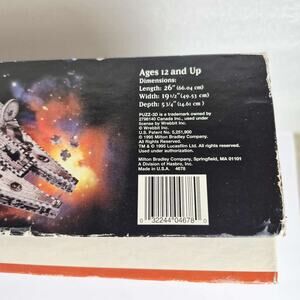 Ages 12 and Up
Dimensions:
Length: 26" (66.04 cm)
Width: 19 1/2" (49.53 cm)
Depth: 5 3/4" (14.61 cm)
PUZZ-3D is a trademark owned by
2798140 Canada Inc., used under
license by Wrebbit Inc.
© Wrebbit Inc.
U.S. Patent No. 5,251,900
© 1995 Milton Bradley Company.
All Rights Reserved.
TM & © 1995 Lucasfilm Ltd. All Rights Reserved.
Used under authorization.
Milton Bradley Company, Springfield, MA 01101
A Division of Hasbro, Inc.
Made in U.S.A. 4678
0 32244 04678 0